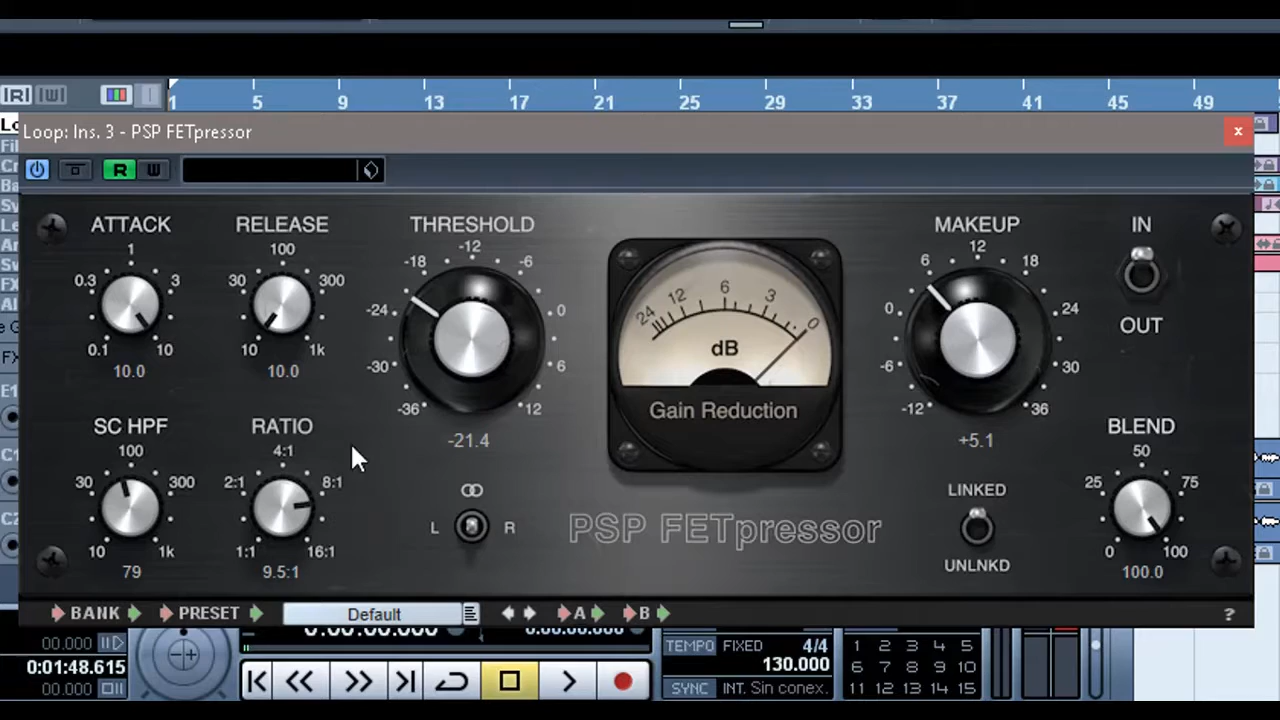 R W
1 5 9 13 17 21 25 29 33 37 41 45 49
Loop: Ins. 3 - PSP FETpressor x
R W
ATTACK RELEASE THRESHOLD MAKEUP IN
1 100 -12 12
-18 -6 6 18
0.3 3 30 300 24 12 6 3 0
-24 0 0 24
dB OUT
0.1 10 10 1k -30 6 -6 30
10.0 10.0 -36 12 Gain Reduction -12 36
SC HPF RATIO -21.4 +5.1 BLEND
100 4:1 50
30 300 2:1 8:1 LINKED 25 75
L R PSP FETpressor
10 1k 1:1 16:1 UNLNKD 0 100
79 9.5:1 100.0
BANK PRESET Default A B ?
00.000 TEMPO FIXED 4/4 1 2 3 4 5
0:01:48.615 130.000 6 7 8 9 10
00.000 SYNC INT. Sin conex. 11 12 13 14 15